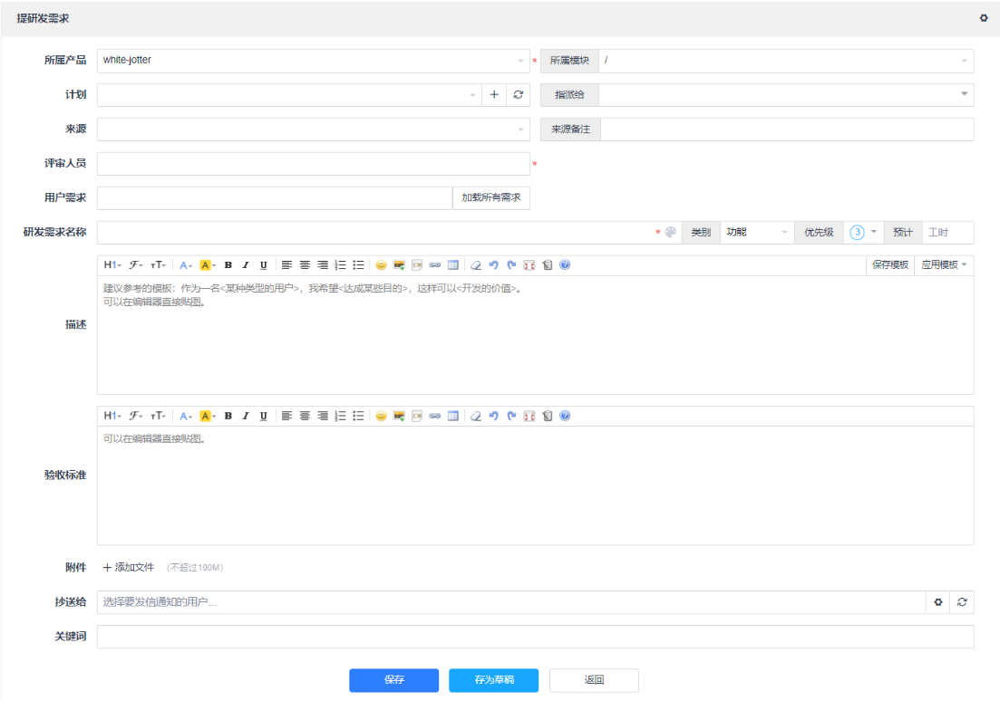 提研发需求
所属产品 white-jotter * 所属模块 /
计划 指派给
来源 来源备注
评审人员 *
用户需求 加载所有需求
研发需求名称 * 类别 功能 优先级 3 预计 工时
H1 F TT A A B I U 保存模板 应用模板
建议参考的模板：作为一名<某种类型的用户>，我希望<达成某些目的>，这样可以<开发的价值>。
可以在编辑器直接贴图。
描述
H1 F TT A A B I U
可以在编辑器直接贴图。
验收标准
附件 + 添加文件 (不超过100M)
抄送给 选择要发信通知的用户...
关键词
保存 存为草稿 返回